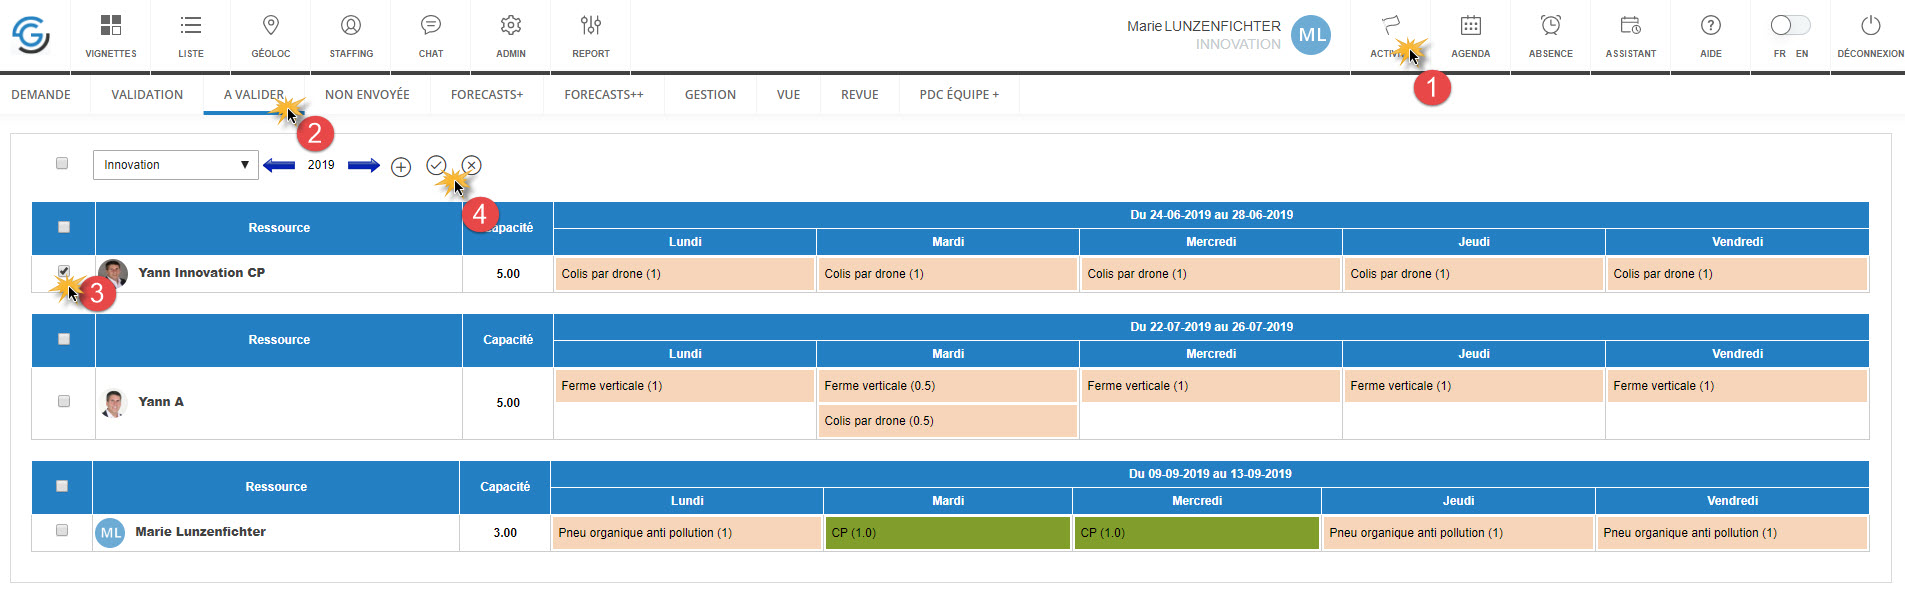 Marie LUNZENFICHTER
INNOVATION
ML
VIGNETTES
LISTE
GÉOLOC
STAFFING
CHAT
ADMIN
REPORT
AGENDA
ABSENCE
ASSISTANT
AIDE
FR EN
DÉCONNEXION
1
DEMANDE
VALIDATION
A VALIDER
NON ENVOYÉE
FORECASTS+
FORECASTS++
GESTION
VUE
REVUE
PDC ÉQUIPE +
2
Innovation
2019
4
Ressource
Capacité
Du 24-06-2019 au 28-06-2019
Lundi
Mardi
Mercredi
Jeudi
Vendredi
Yann Innovation CP
5.00
Colis par drone (1)
Colis par drone (1)
Colis par drone (1)
Colis par drone (1)
Colis par drone (1)
3
Ressource
Capacité
Du 22-07-2019 au 26-07-2019
Lundi
Mardi
Mercredi
Jeudi
Vendredi
Yann A
5.00
Ferme verticale (1)
Ferme verticale (0.5)
Ferme verticale (1)
Ferme verticale (1)
Ferme verticale (1)
Colis par drone (0.5)
Ressource
Capacité
Du 09-09-2019 au 13-09-2019
Lundi
Mardi
Mercredi
Jeudi
Vendredi
ML
Marie Lunzenfichter
3.00
Pneu organique anti pollution (1)
CP (1.0)
CP (1.0)
Pneu organique anti pollution (1)
Pneu organique anti pollution (1)